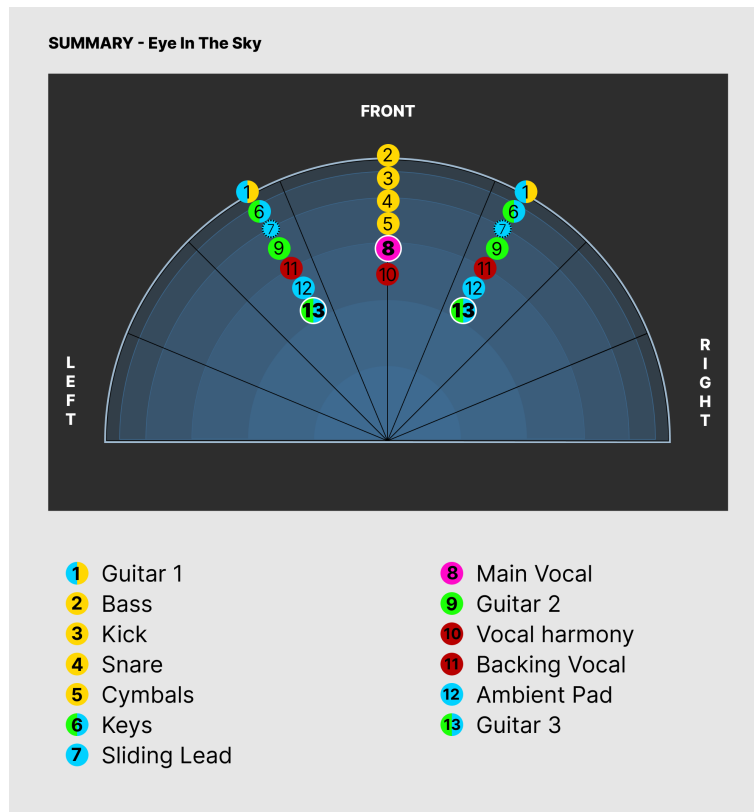 SUMMARY - Eye In The Sky
FRONT
2
1 3 1
6 4 6
7 5 7
9 8 9
11 10 11
12 12
13 13
LEFT
RIGHT
1 Guitar 1
2 Bass
3 Kick
4 Snare
5 Cymbals
6 Keys
7 Sliding Lead
8 Main Vocal
9 Guitar 2
10 Vocal harmony
11 Backing Vocal
12 Ambient Pad
13 Guitar 3